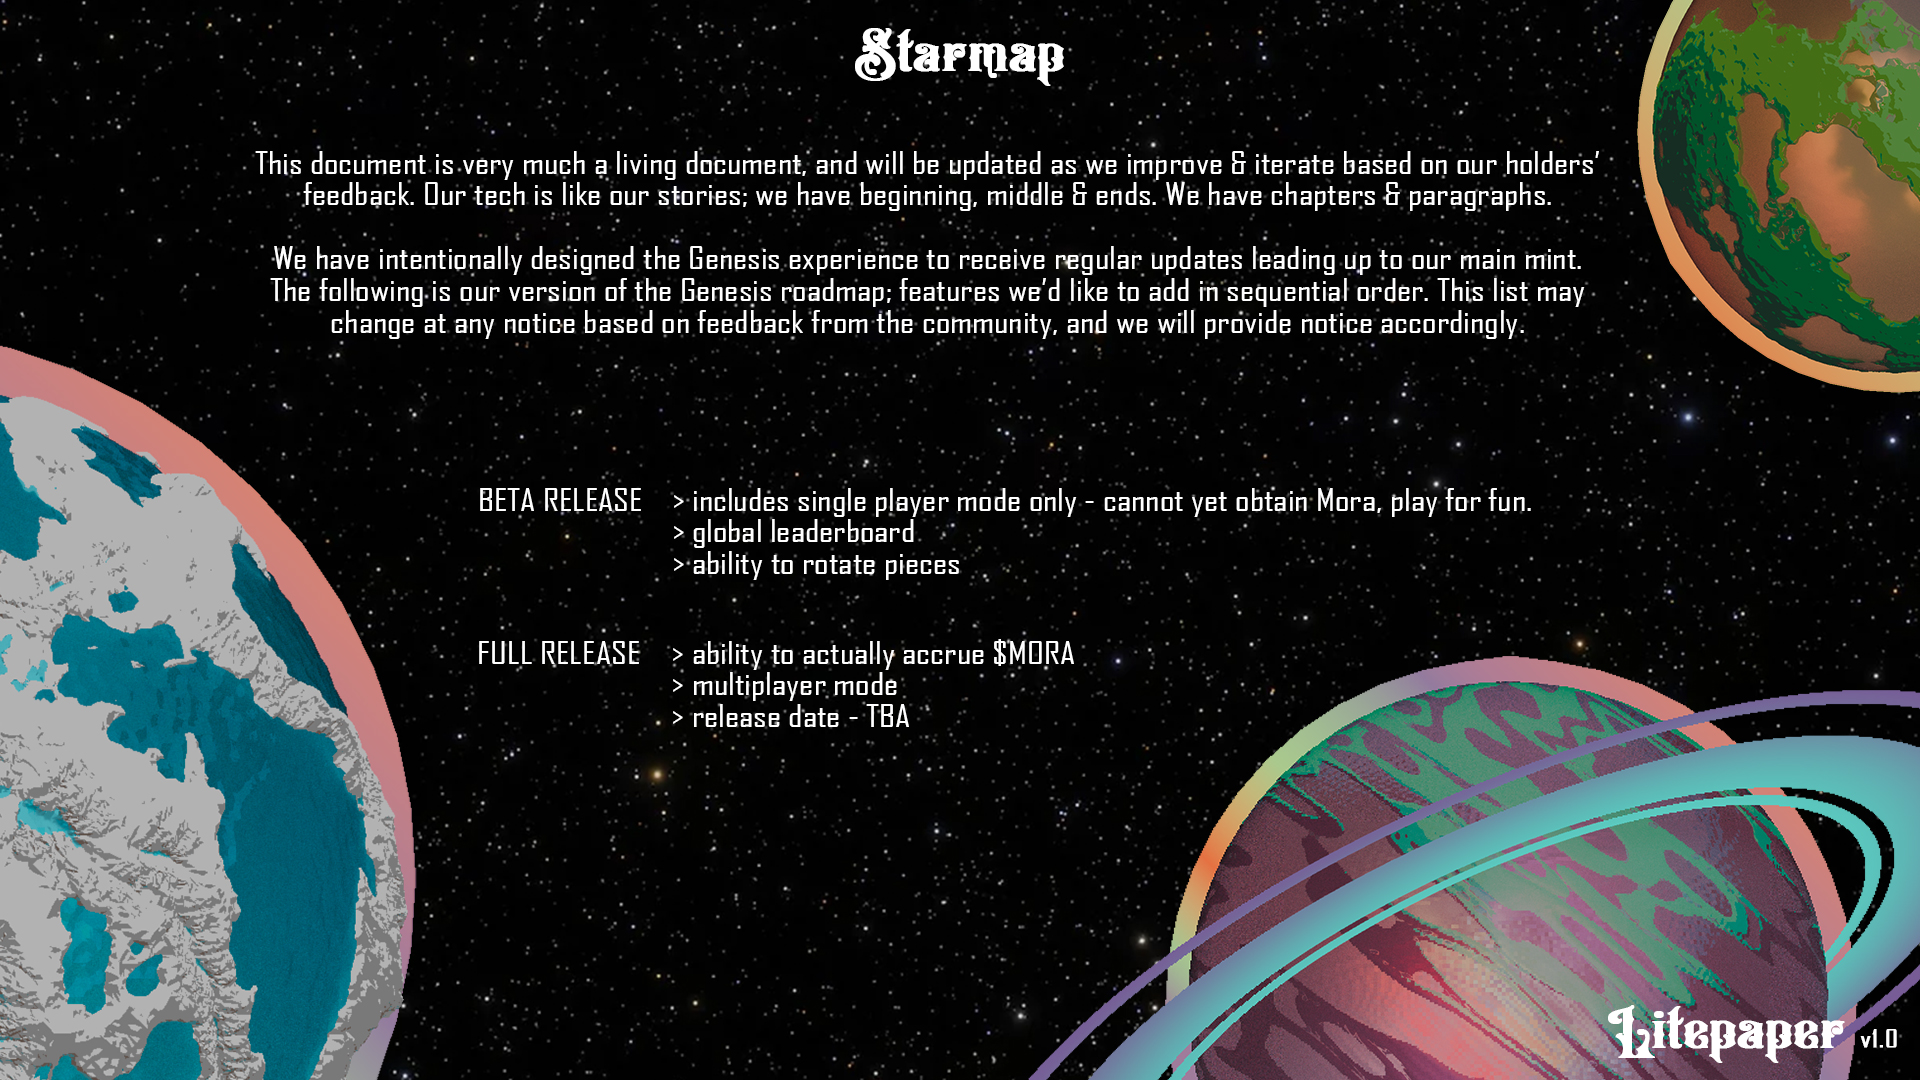 Starmap
This document is very much a living document, and will be updated as we improve & iterate based on our holders'
feedback. Our tech is like our stories; we have beginning, middle & ends. We have chapters & paragraphs.
We have intentionally designed the Genesis experience to receive regular updates leading up to our main mint.
The following is our version of the Genesis roadmap; features we'd like to add in sequential order. This list may
change at any notice based on feedback from the community, and we will provide notice accordingly.
BETA RELEASE > includes single player mode only - cannot yet obtain Mora, play for fun.
> global leaderboard
> ability to rotate pieces
FULL RELEASE > ability to actually accrue $MORA
> multiplayer mode
> release date - TBA
Litepaper v1.0